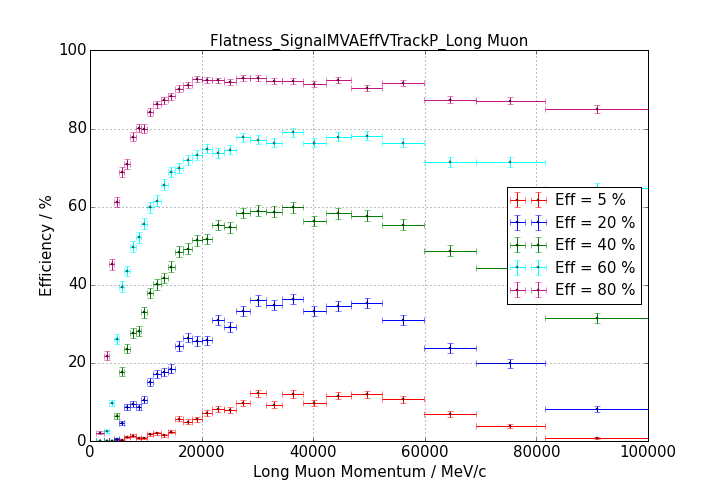 Flatness_SignalMVAEffVTrackP_Long Muon
100
80
60
40
20
0
Efficiency / %
Eff = 5 %
Eff = 20 %
Eff = 40 %
Eff = 60 %
Eff = 80 %
0 20000 40000 60000 80000 100000
Long Muon Momentum / MeV/c